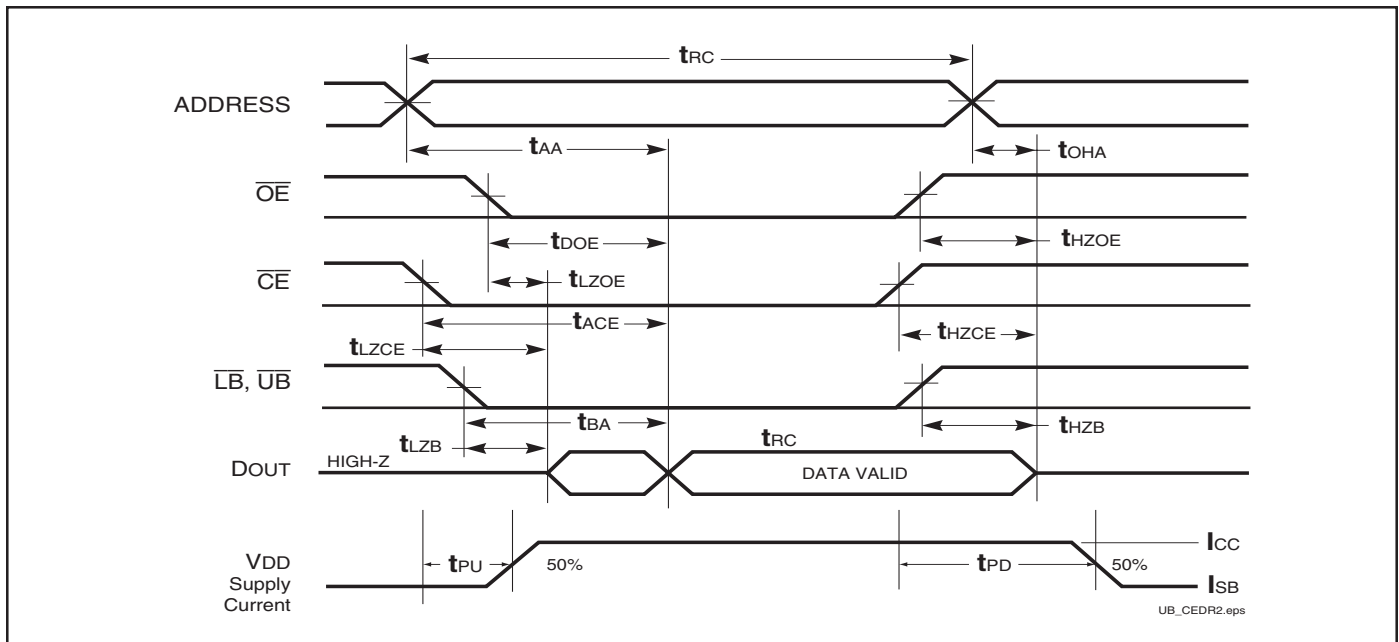 tRC
ADDRESS
tAA
tOHA
OE
tDOE
tHZOE
CE
tLZOE
tACE
tHZCE
tLZCE
LB, UB
tBA
tHZB
tLZB
tRC
DOUT
HIGH-Z
DATA VALID
ICC
VDD
Supply
Current
tPU
50%
tPD
50%
ISB
UB_CEDR2.eps